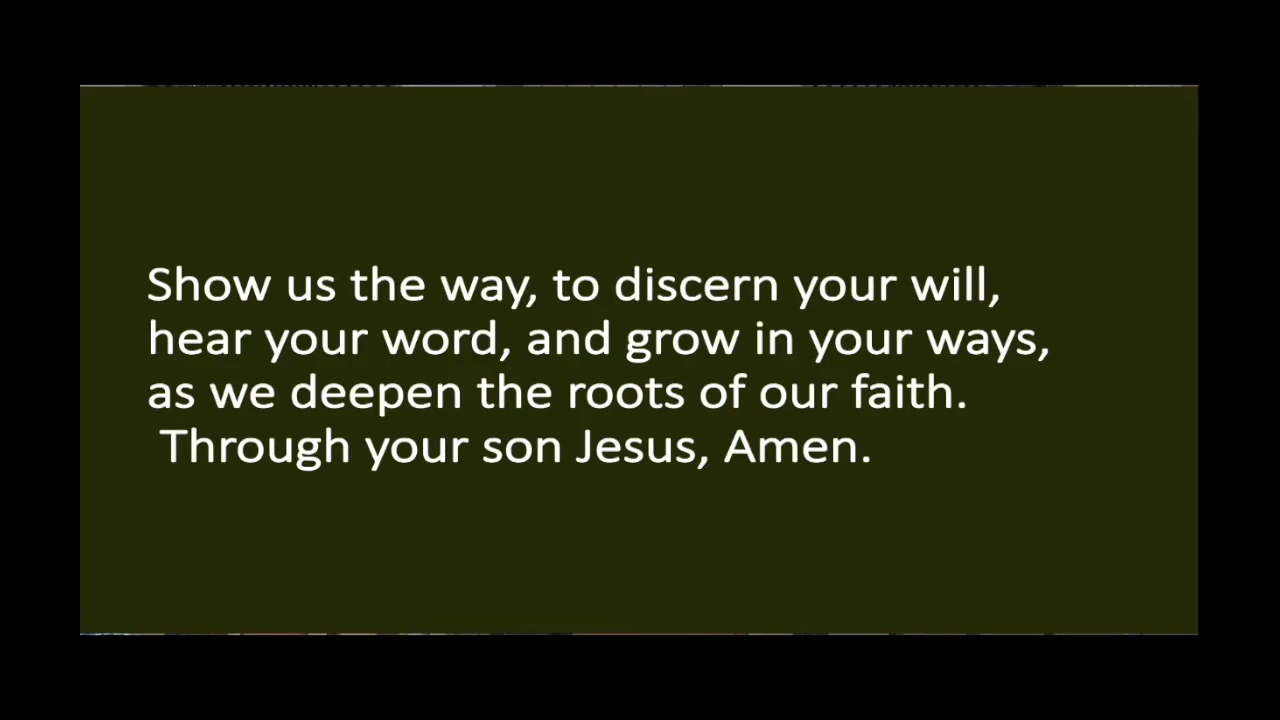 Show us the way, to discern your will,
hear your word, and grow in your ways,
as we deepen the roots of our faith.
Through your son Jesus, Amen.